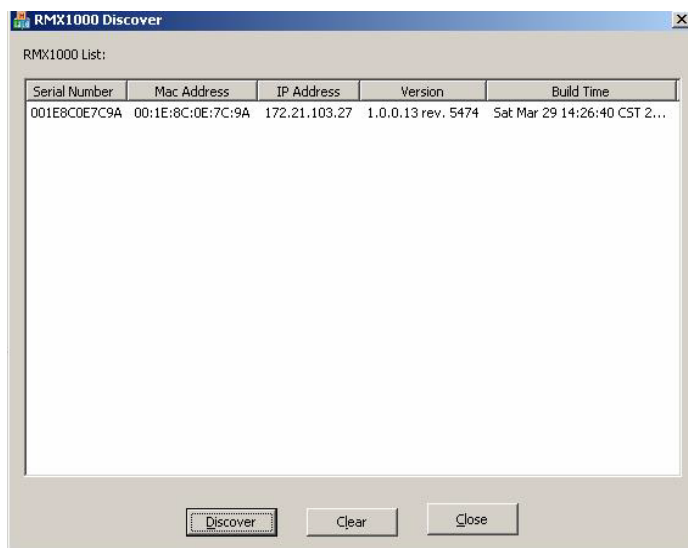 RMX1000 Discover
RMX1000 List:
Serial Number Mac Address IP Address Version Build Time
001E8C0E7C9A 00:1E:8C:0E:7C:9A 172.21.103.27 1.0.0.13 rev. 5474 Sat Mar 29 14:26:40 CST 2...
Discover Clear Close